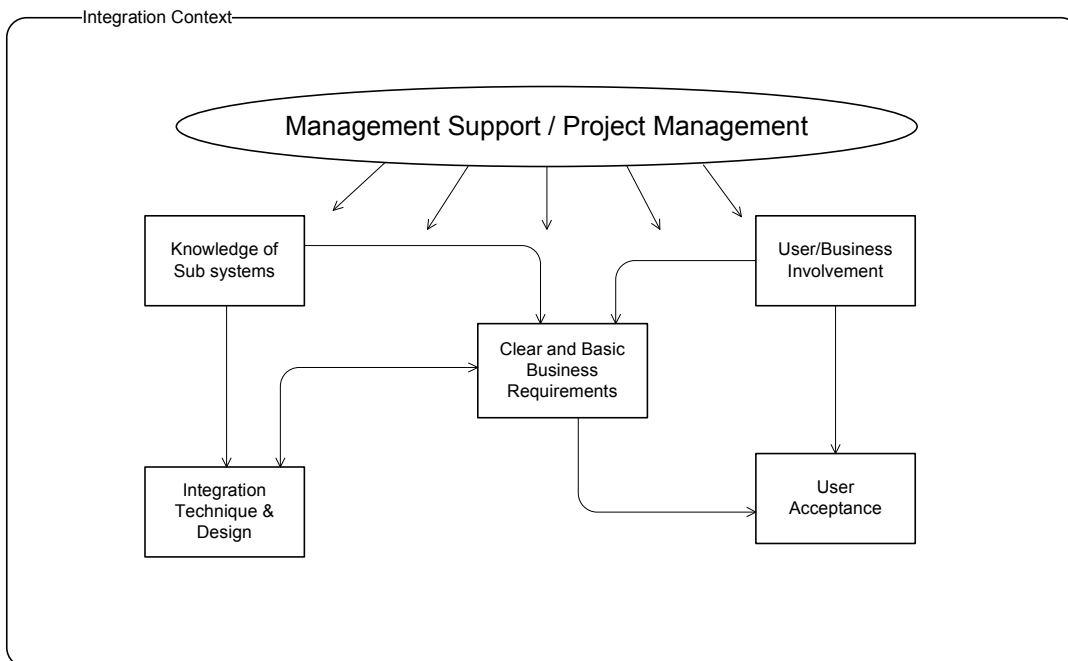 Integration Context
Management Support / Project Management
Knowledge of
Sub systems
User/Business
Involvement
Clear and Basic
Business
Requirements
Integration
Technique &
Design
User
Acceptance